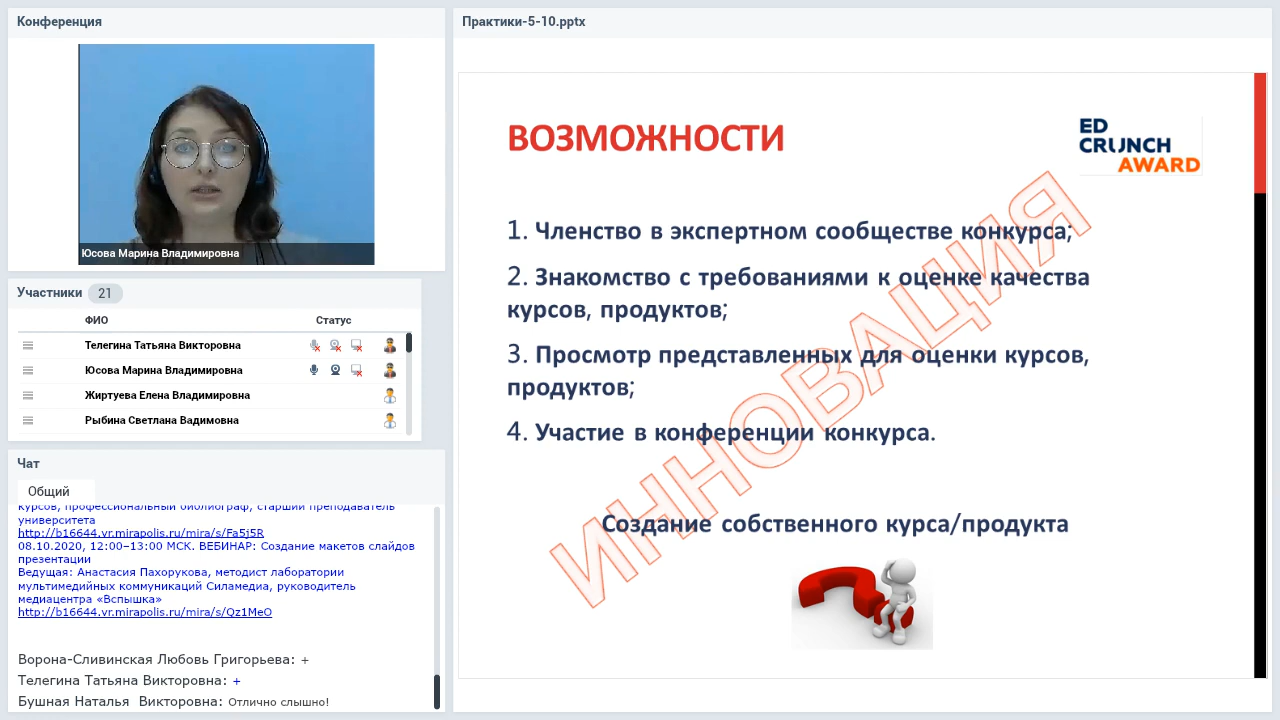 Конференция
Юсова Марина Владимировна
Участники 21
ФИО Статус
Телегина Татьяна Викторовна
Юсова Марина Владимировна
Жиртуева Елена Владимировна
Рыбина Светлана Вадимовна
Чат
Общий
курсов, профессиональный библиограф, старший преподаватель
университета
http://b16644.vr.mirapolis.ru/mira/s/Fa5j5R
08.10.2020, 12:00–13:00 МСК. ВЕБИНАР: Создание макетов слайдов
презентации
Ведущая: Анастасия Пахорукова, методист лаборатории
мультимедийных коммуникаций Силамедиа, руководитель
медиацентра «Вспышка»
http://b16644.vr.mirapolis.ru/mira/s/Qz1MeO
Ворона-Сливинская Любовь Григорьева: +
Телегина Татьяна Викторовна: +
Бушная Наталья Викторовна: Отлично слышно!
Практики-5-10.pptx
ВОЗМОЖНОСТИ
ED
CRUNCH
AWARD
1. Членство в экспертном сообществе конкурса;
2. Знакомство с требованиями к оценке качества
курсов, продуктов;
3. Просмотр представленных для оценки курсов,
продуктов;
4. Участие в конференции конкурса.
ИННОВАЦИЯ
Создание собственного курса/продукта